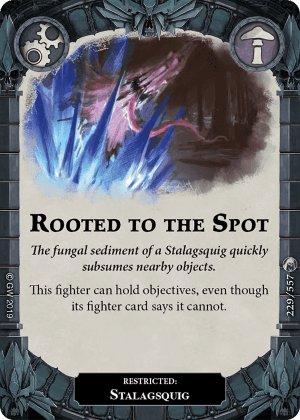 Rooted to the Spot
The fungal sediment of a Stalagsquig quickly
subsumes nearby objects.
This fighter can hold objectives, even though
its fighter card says it cannot.
© GW 2019
229/557
RESTRICTED:
Stalagsquig